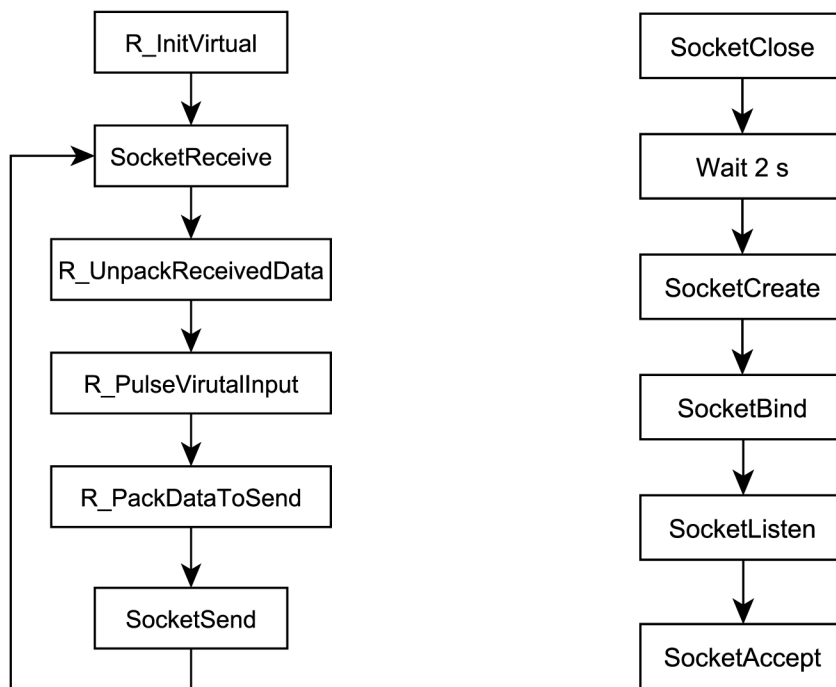 R_InitVirtual
SocketReceive
R_UnpackReceivedData
R_PulseVirutalInput
R_PackDataToSend
SocketSend
SocketClose
Wait 2 s
SocketCreate
SocketBind
SocketListen
SocketAccept